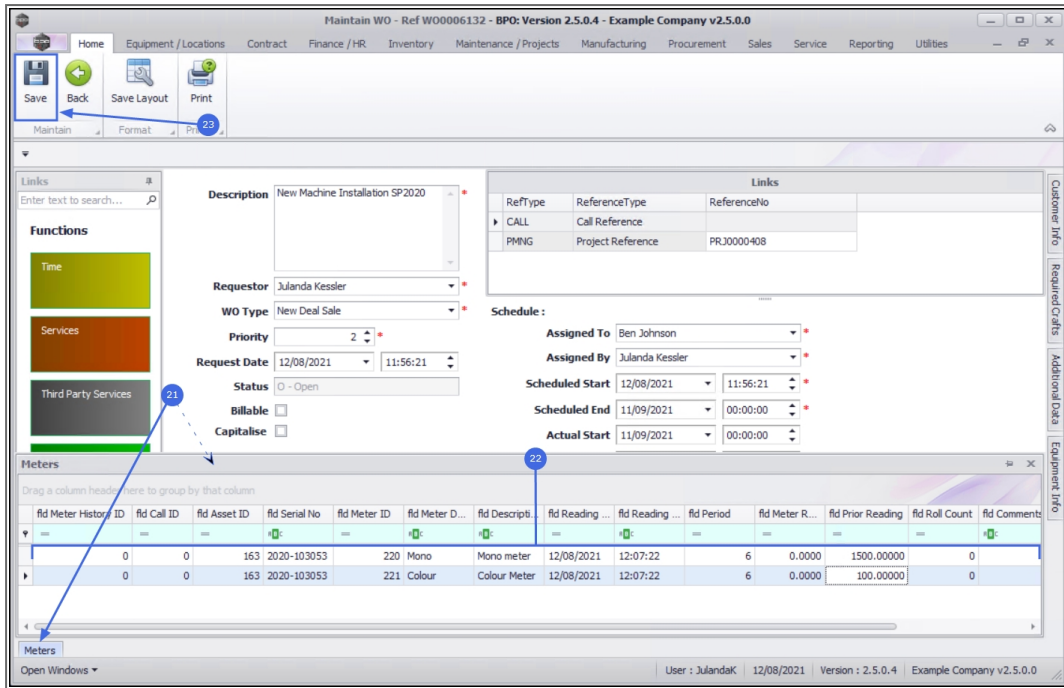 Maintain WO - Ref WO0006132 - BPO: Version 2.5.0.4 - Example Company v2.5.0.0
Home Equipment / Locations Contract Finance / HR Inventory Maintenance / Projects Manufacturing Procurement Sales Service Reporting Utilities
Save Back Save Layout Print
23
Maintain Format
Links
Enter text to search...
Functions
Time
Services
Third Party Services
21
Description New Machine Installation SP2020 *
Requestor Julanda Kessler *
WO Type New Deal Sale *
Priority 2 *
Request Date 12/08/2021 11:56:21
Status O - Open
Billable
Capitalise
Links
RefType ReferenceType ReferenceNo
CALL Call Reference
PMNG Project Reference PRJ0000408
Schedule :
Assigned To Ben Johnson *
Assigned By Julanda Kessler *
Scheduled Start 12/08/2021 11:56:21 *
Scheduled End 11/09/2021 00:00:00 *
Actual Start 11/09/2021 00:00:00
Customer Info
Required Crafts
Additional Data
Equipment Info
22
Meters
Drag a column header here to group by that column
fld Meter History ID fld Call ID fld Asset ID fld Serial No fld Meter ID fld Meter D... fld Descripti... fld Reading ... fld Reading ... fld Period fld Meter R... fld Prior Reading fld Roll Count fld Comments
= = = = = = = = =
0 0 163 2020-103053 220 Mono Mono meter 12/08/2021 12:07:22 6 0.0000 1500.00000 0
0 0 163 2020-103053 221 Colour Colour Meter 12/08/2021 12:07:22 6 0.0000 100.00000 0
Meters
Open Windows User : JulandaK 12/08/2021 Version : 2.5.0.4 Example Company v2.5.0.0